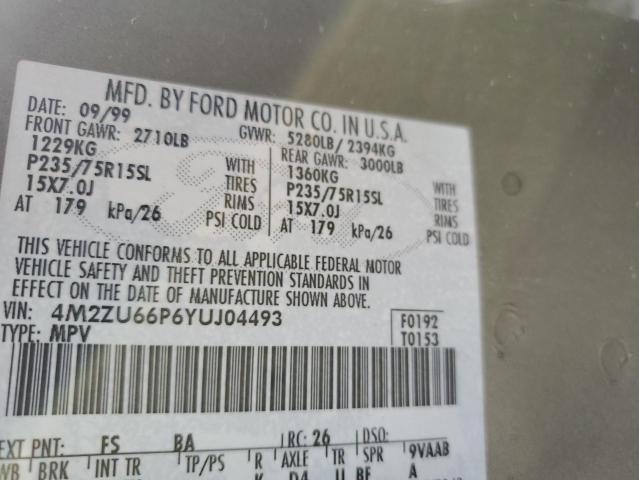 MFD. BY FORD MOTOR CO. IN U.S.A.
DATE: 09/99 GVWR: 5280LB/ 2394KG
FRONT GAWR: 2710LB REAR GAWR: 3000LB
1229KG WITH 1360KG WITH
P235/75R15SL TIRES P235/75R15SL TIRES
15X7.0J RIMS 15X7.0J RIMS
AT 179 kPa/26 PSI COLD AT 179 kPa/26 PSI COLD
THIS VEHICLE CONFORMS TO ALL APPLICABLE FEDERAL MOTOR
VEHICLE SAFETY AND THEFT PREVENTION STANDARDS IN
EFFECT ON THE DATE OF MANUFACTURE SHOWN ABOVE.
VIN: 4M2ZU66P6YUJ04493 F0192
TYPE: MPV T0153
EXT PNT: FS BA RC: 26 DSO:
WB BRK INT TR TP/PS R AXLE TR SPR 9VAAB
D4 A